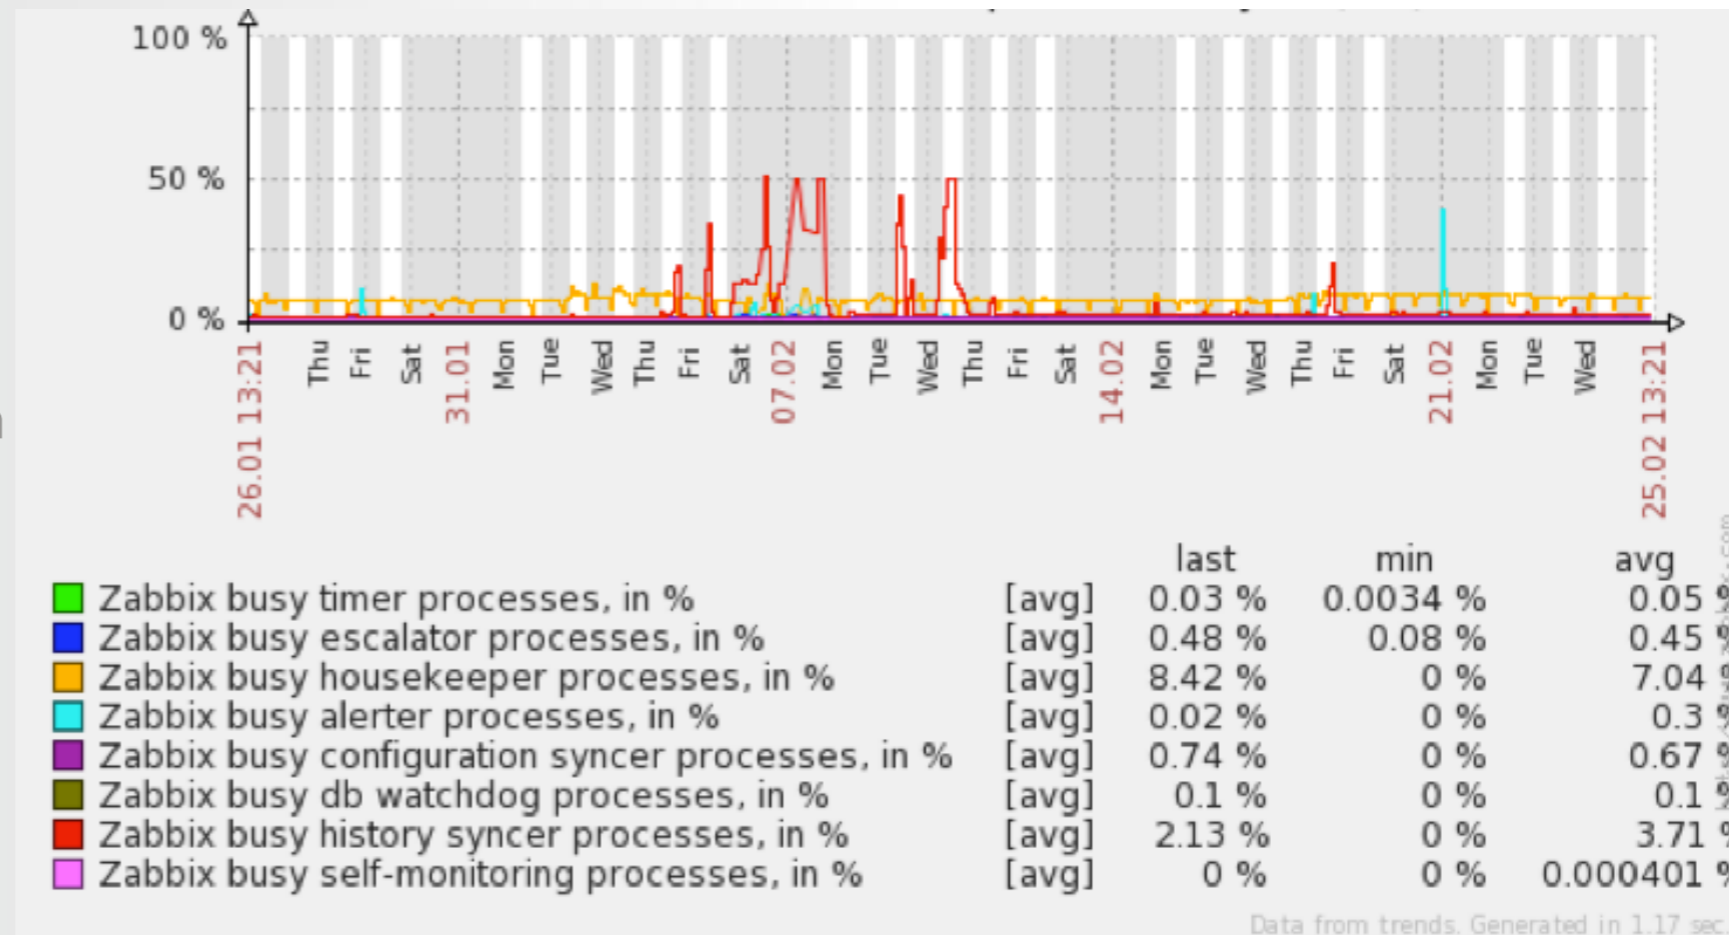 100 %
50 %
0 %
26.01 13:21
Thu
Fri
Sat
31.01
Mon
Tue
Wed
Thu
Fri
Sat
07.02
Mon
Tue
Wed
Thu
Fri
Sat
14.02
Mon
Tue
Wed
Thu
Fri
Sat
21.02
Mon
Tue
Wed
25.02 13:21
last min avg
Zabbix busy timer processes, in % [avg] 0.03 % 0.0034 % 0.05 %
Zabbix busy escalator processes, in % [avg] 0.48 % 0.08 % 0.45 %
Zabbix busy housekeeper processes, in % [avg] 8.42 % 0 % 7.04 %
Zabbix busy alerter processes, in % [avg] 0.02 % 0 % 0.3 %
Zabbix busy configuration syncer processes, in % [avg] 0.74 % 0 % 0.67 %
Zabbix busy db watchdog processes, in % [avg] 0.1 % 0 % 0.1 %
Zabbix busy history syncer processes, in % [avg] 2.13 % 0 % 3.71 %
Zabbix busy self-monitoring processes, in % [avg] 0 % 0 % 0.000401 %
Data from trends. Generated in 1.17 sec.